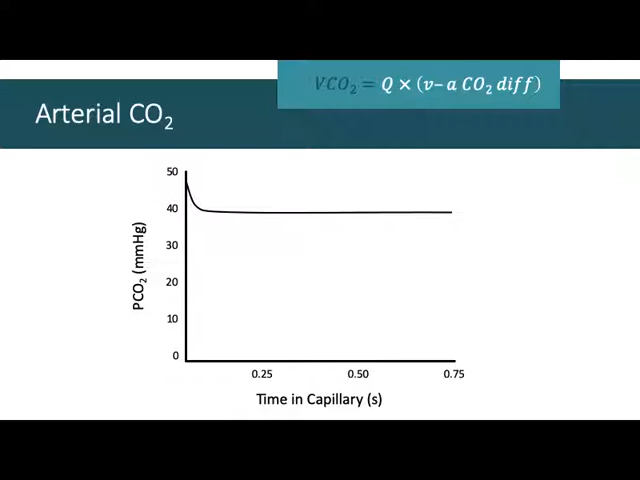 VCO₂ = Q × (v– a CO₂ diff)
Arterial CO₂
50
40
30
20
10
0
PCO₂ (mmHg)
0.25 0.50 0.75
Time in Capillary (s)